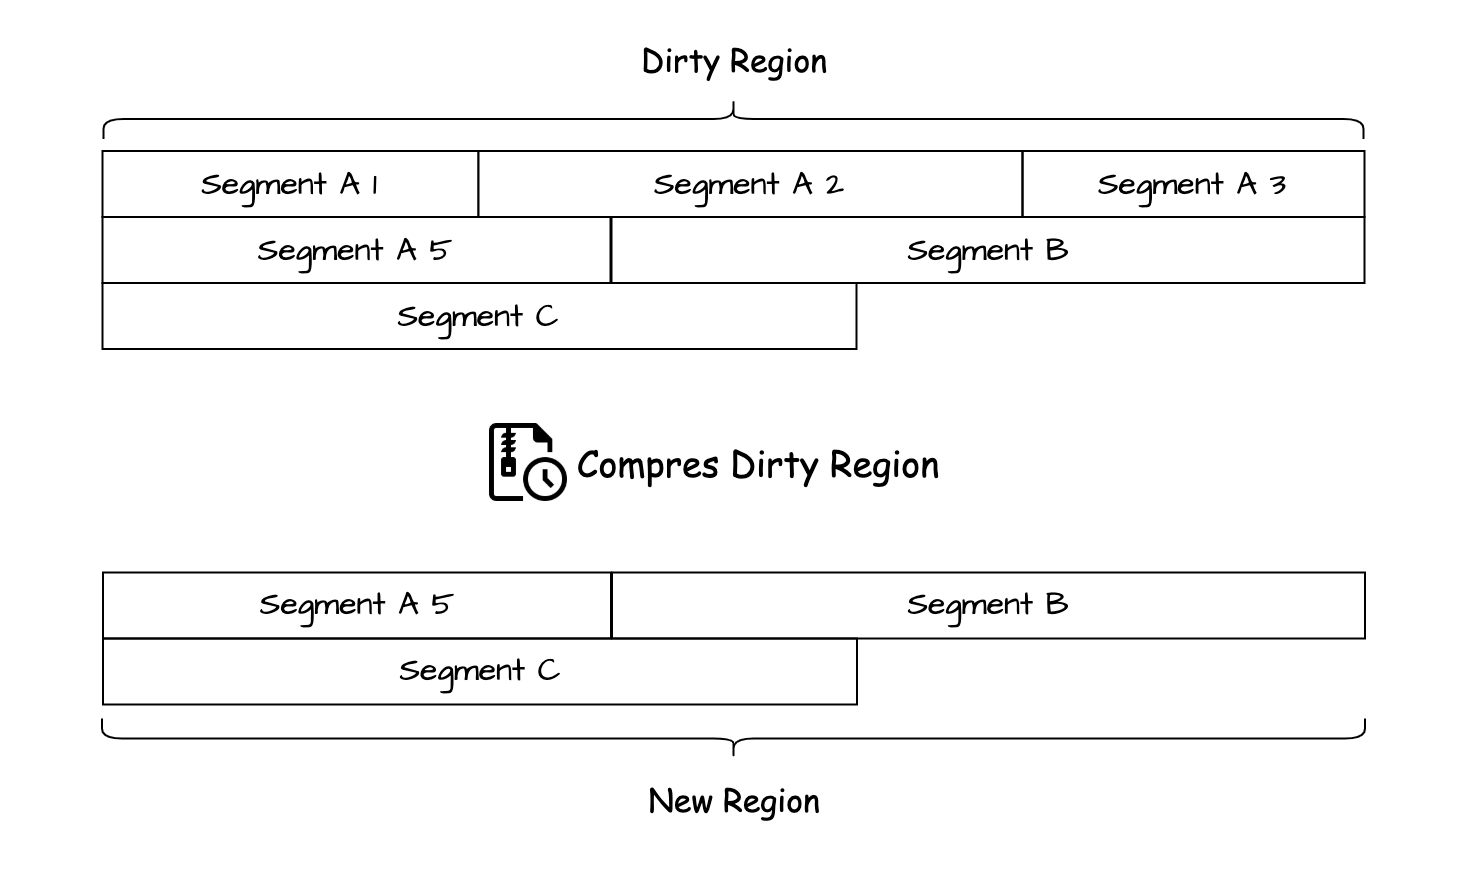 Dirty Region
Segment A 1
Segment A 2
Segment A 3
Segment A 5
Segment B
Segment C
Compres Dirty Region
Segment A 5
Segment B
Segment C
New Region